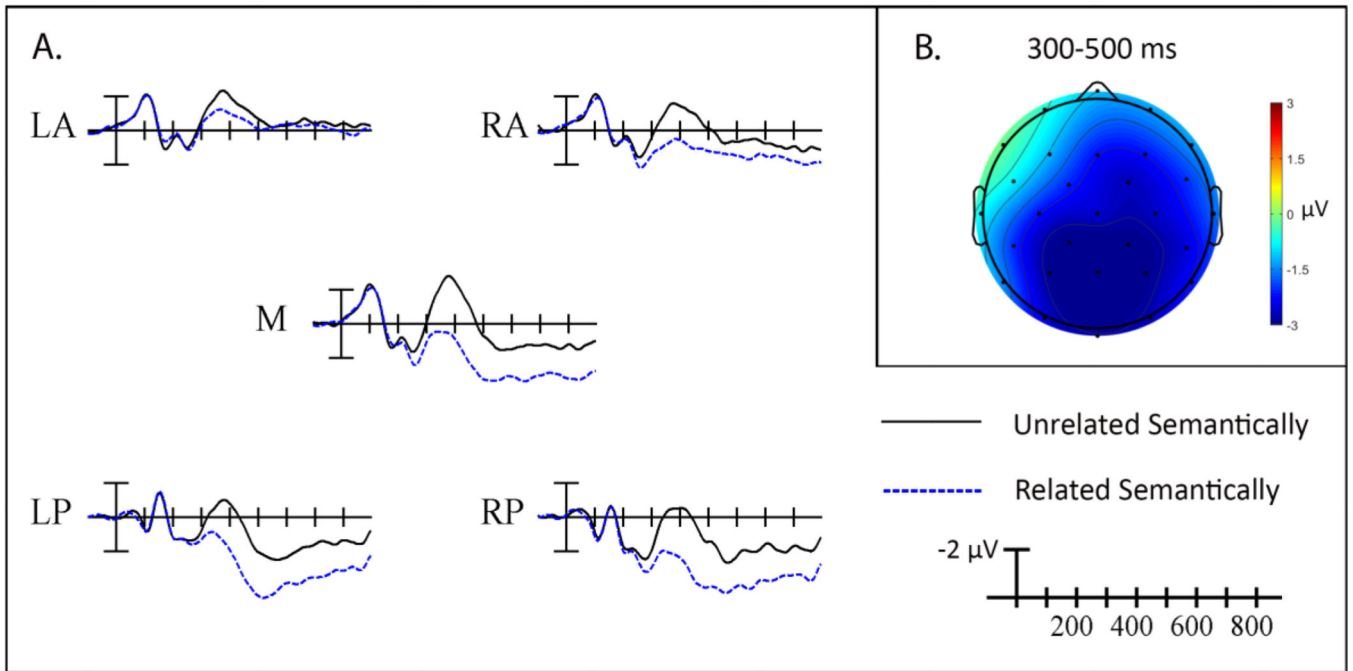 A.
LA
RA
M
LP
RP
B.
300-500 ms
3
1.5
0 µV
-1.5
-3
Unrelated Semantically
Related Semantically
-2 µV
200 400 600 800